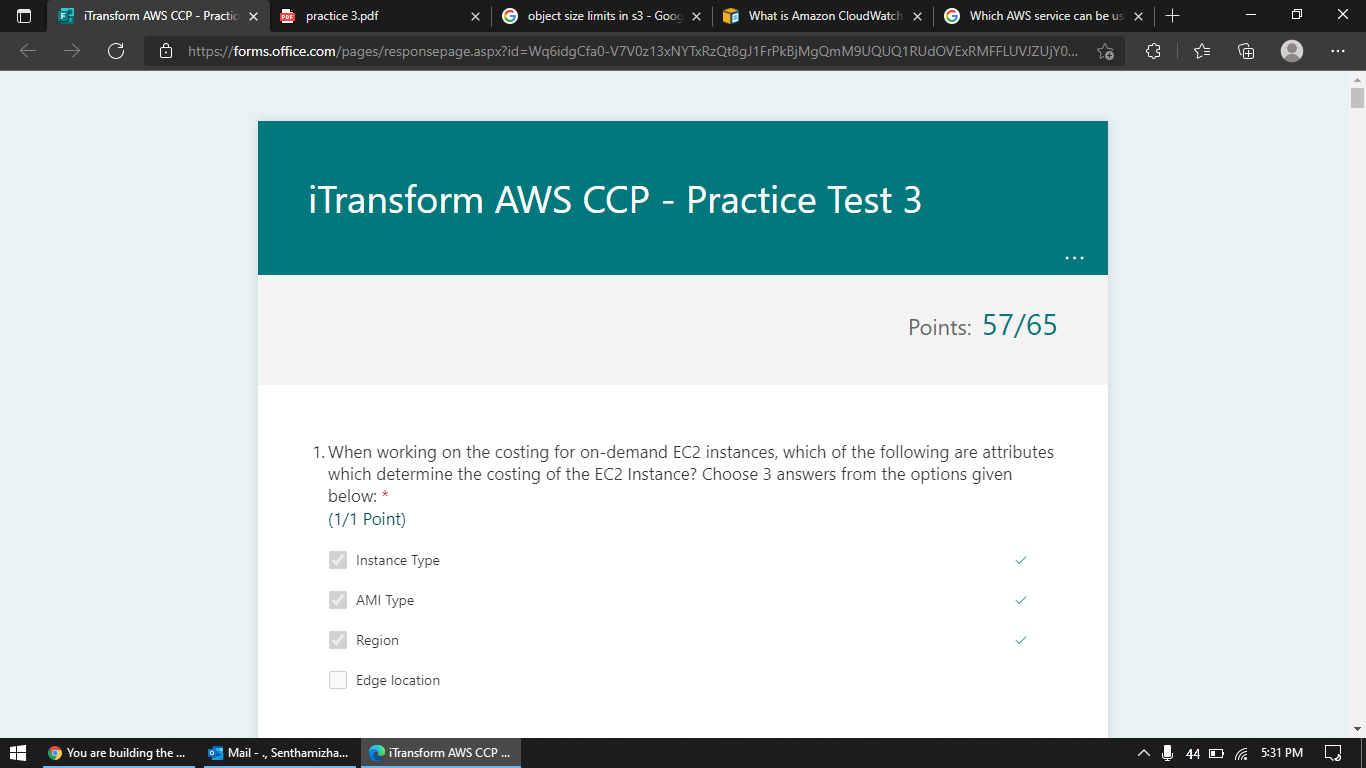 iTransform AWS CCP - Practic
practice 3.pdf
object size limits in s3 - Goog
What is Amazon CloudWatch
Which AWS service can be us
https://forms.office.com/pages/responsepage.aspx?id=Wq6idgCfa0-V7V0z13xNYTxRzQt8gJ1FrPkBjMgQmM9UQUQ1RUdOVExRMFFLUVJZUjY0...
iTransform AWS CCP - Practice Test 3
...
Points: 57/65
1. When working on the costing for on-demand EC2 instances, which of the following are attributes
which determine the costing of the EC2 Instance? Choose 3 answers from the options given
below: *
(1/1 Point)
Instance Type
AMI Type
Region
Edge location
You are building the ...
Mail - ., Senthamizha...
iTransform AWS CCP ...
44
5:31 PM